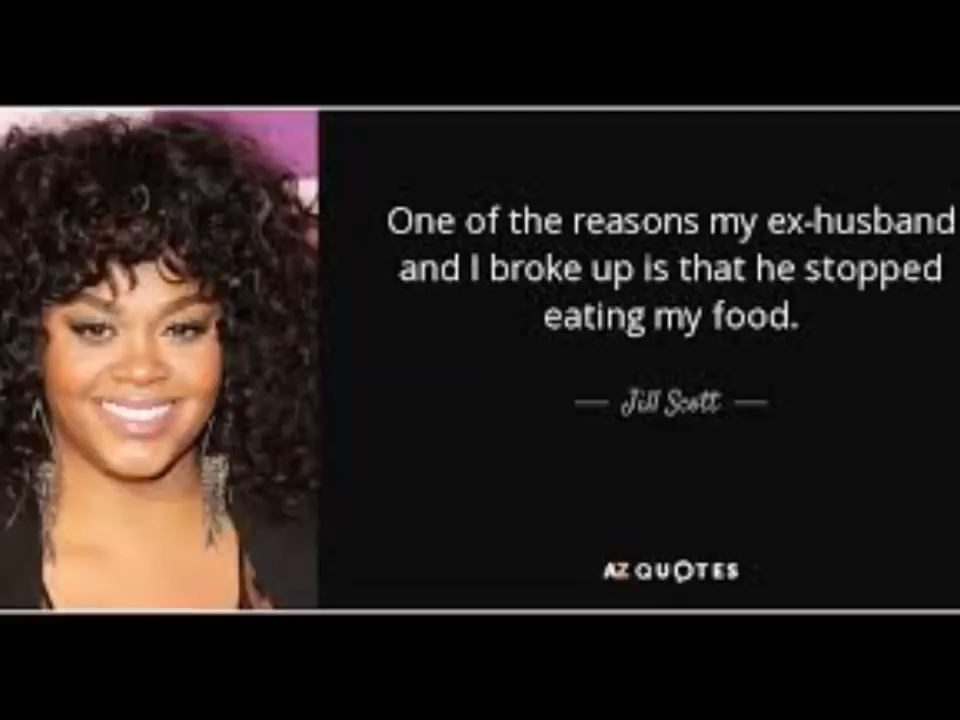 One of the reasons my ex-husband
and I broke up is that he stopped
eating my food.
— Jill Scott —
AZ QUOTES